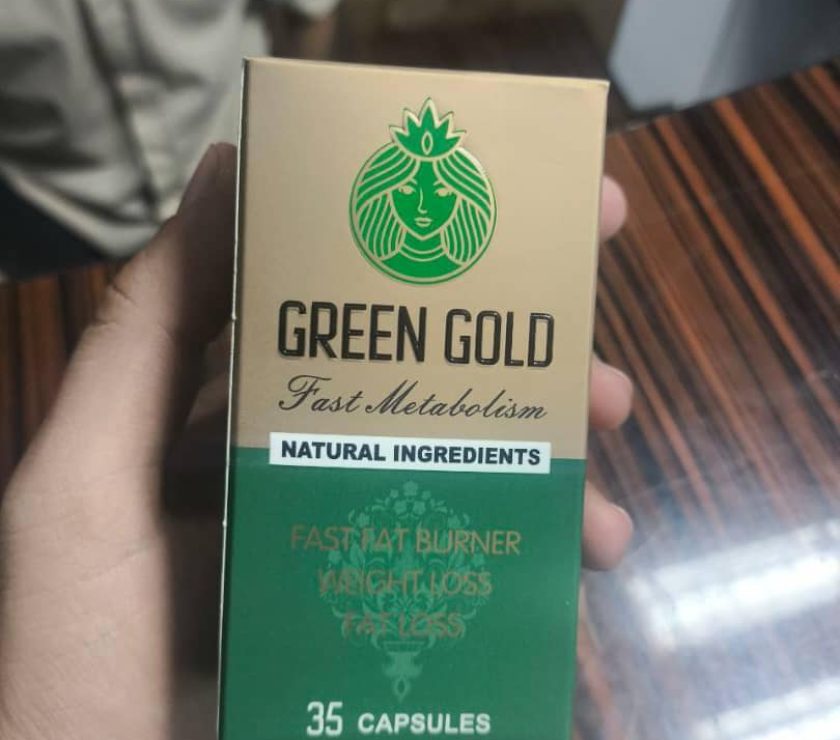 GREEN GOLD
Fast Metabolism
NATURAL INGREDIENTS
FAST FAT BURNER
WEIGHT LOSS
FAT LOSS
35 CAPSULES